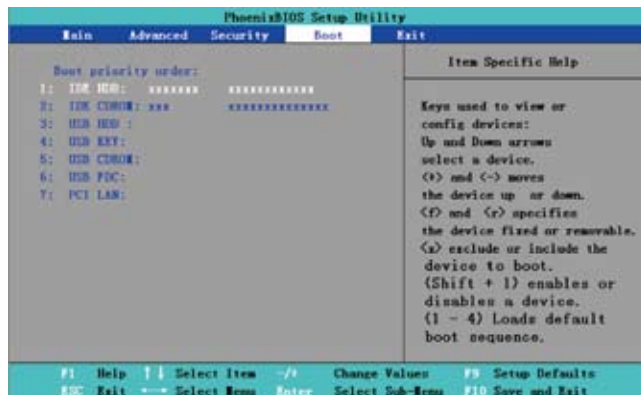 PhoenixBIOS Setup Utility
Main Advanced Security Boot Exit
Boot priority order:
1: IDE HDD: xxxxxxx xxxxxxxxxxxx
2: IDE CDROM: xxx xxxxxxxxxxxxxx
3: USB HDD :
4: USB KEY:
5: USB CDROM:
6: USB FDC:
7: PCI LAN:
Item Specific Help
Keys used to view or
config devices:
Up and Down arrows
select a device.
<+> and <-> moves
the device up or down.
<f> and <r> specifies
the device fixed or removable.
<x> exclude or include the
device to boot.
(Shift + 1) enables or
disables a device.
(1 - 4) Loads default
boot sequence.
F1 Help ↑↓ Select Item -/+ Change Values F9 Setup Defaults
ESC Exit ←→ Select Menu Enter Select Sub-Menu F10 Save and Exit